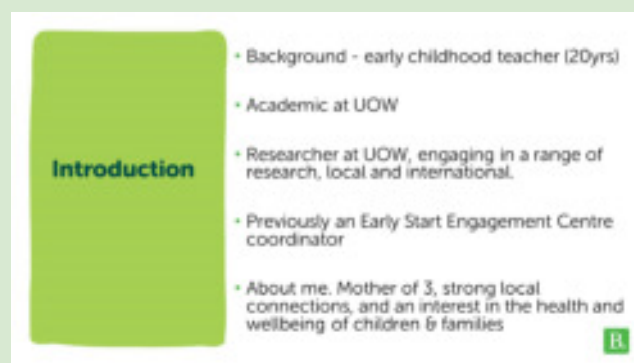 Introduction
• Background - early childhood teacher (20yrs)
• Academic at UOW
• Researcher at UOW, engaging in a range of
research, local and international.
• Previously an Early Start Engagement Centre
coordinator
• About me. Mother of 3, strong local
connections, and an interest in the health and
wellbeing of children & families
B.